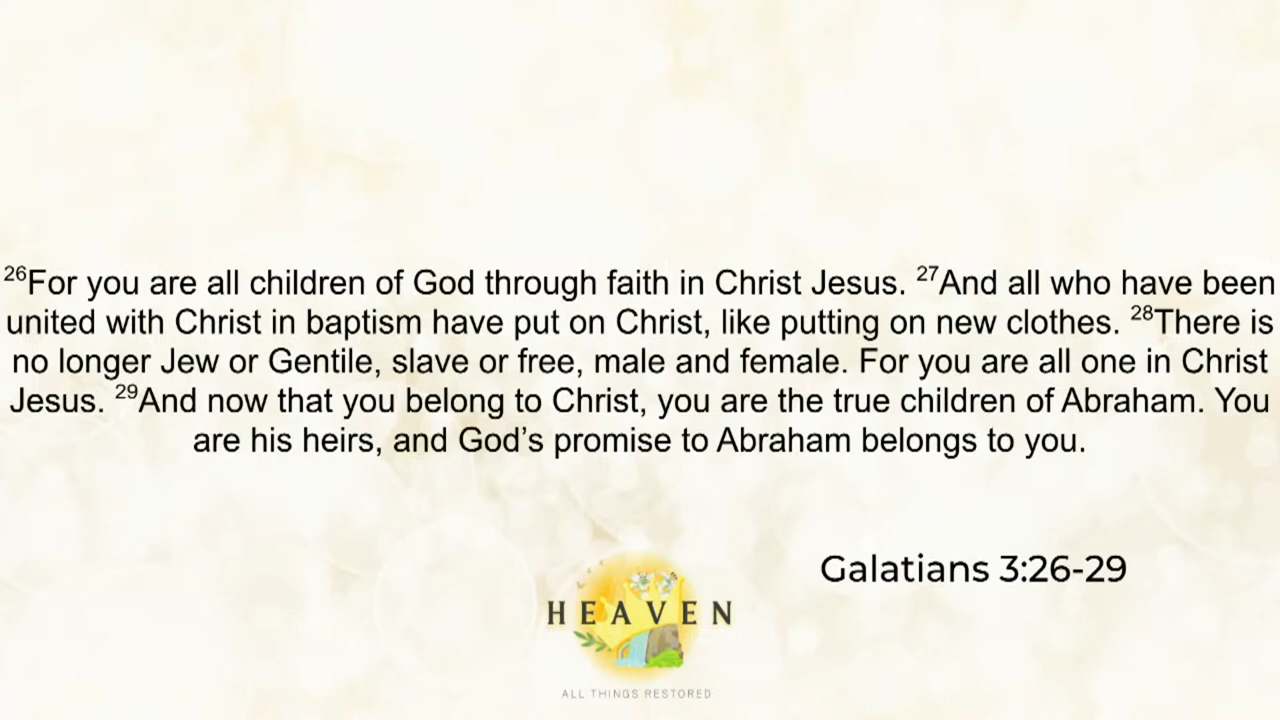 26For you are all children of God through faith in Christ Jesus. 27And all who have been
united with Christ in baptism have put on Christ, like putting on new clothes. 28There is
no longer Jew or Gentile, slave or free, male and female. For you are all one in Christ
Jesus. 29And now that you belong to Christ, you are the true children of Abraham. You
are his heirs, and God’s promise to Abraham belongs to you.
Galatians 3:26-29
HEAVEN
ALL THINGS RESTORED